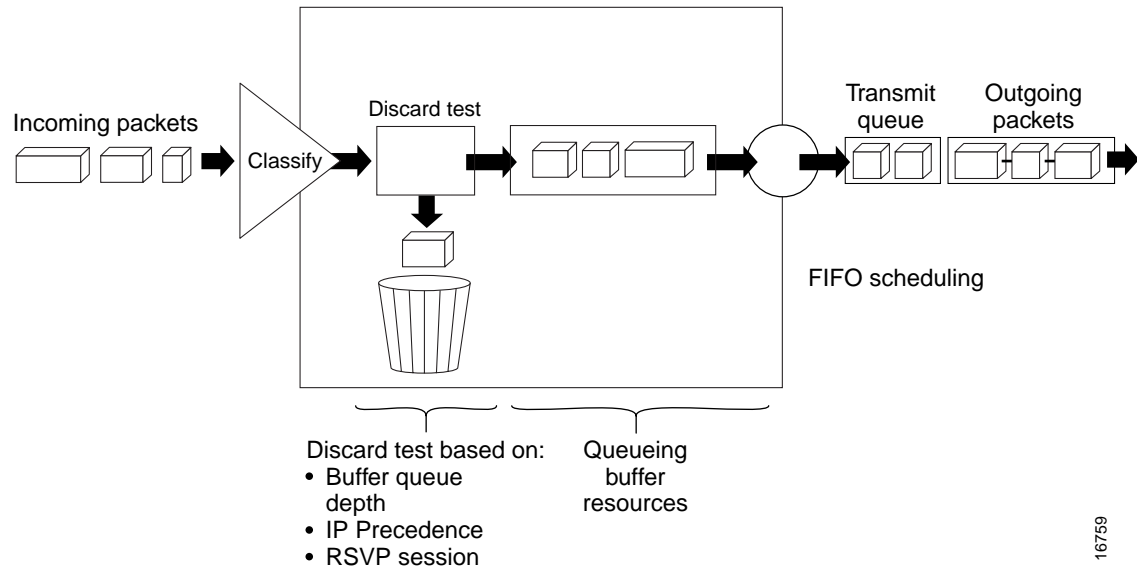 Incoming packets
Classify
Discard test
Transmit
queue
Outgoing
packets
FIFO scheduling
Discard test based on:
• Buffer queue
depth
• IP Precedence
• RSVP session
Queueing
buffer
resources
16759